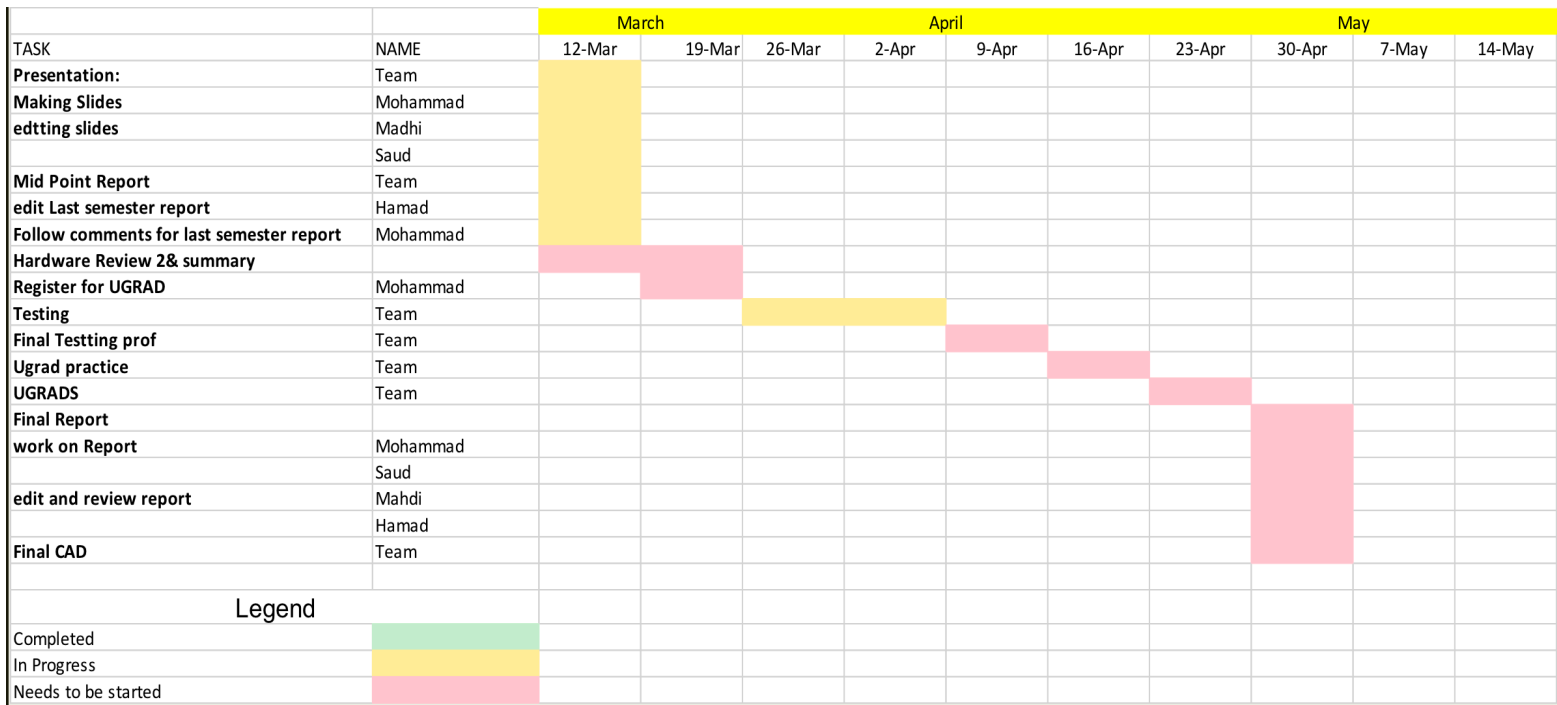 March April May
TASK NAME 12-Mar 19-Mar 26-Mar 2-Apr 9-Apr 16-Apr 23-Apr 30-Apr 7-May 14-May
Presentation: Team
Making Slides Mohammad
edtting slides Madhi
Saud
Mid Point Report Team
edit Last semester report Hamad
Follow comments for last semester report Mohammad
Hardware Review 2& summary
Register for UGRAD Mohammad
Testing Team
Final Testting prof Team
Ugrad practice Team
UGRADS Team
Final Report
work on Report Mohammad
Saud
edit and review report Mahdi
Hamad
Final CAD Team
Legend
Completed
In Progress
Needs to be started